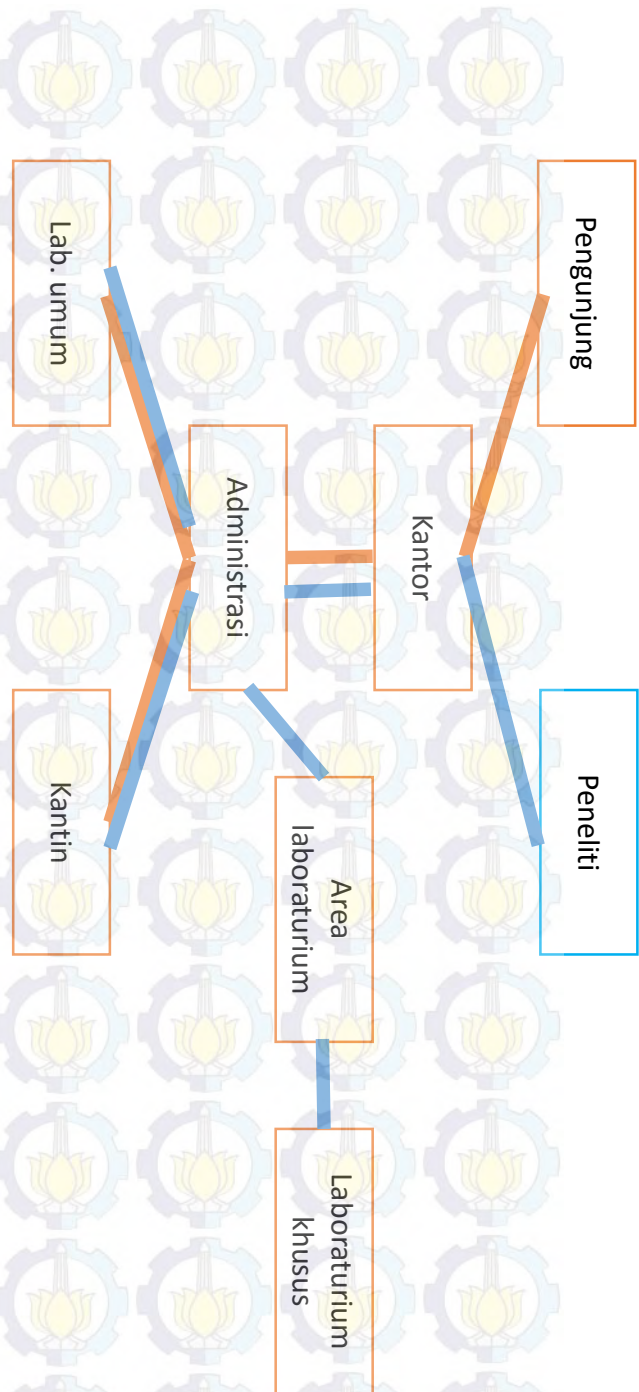 Pengunjung
Peneliti
Kantor
Administrasi
Area
laboraturium
Laboraturium
khusus
Lab. umum
Kantin